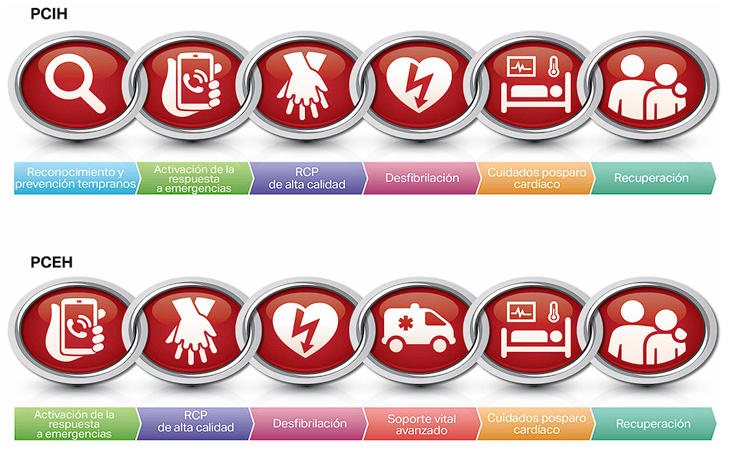 PCIH
Reconocimiento y
prevención tempranos
Activación de la
respuesta
a emergencias
RCP
de alta calidad
Desfibrilación
Cuidados posparo
cardíaco
Recuperación
PCEH
Activación de la
respuesta
a emergencias
RCP
de alta calidad
Desfibrilación
Soporte vital
avanzado
Cuidados posparo
cardíaco
Recuperación